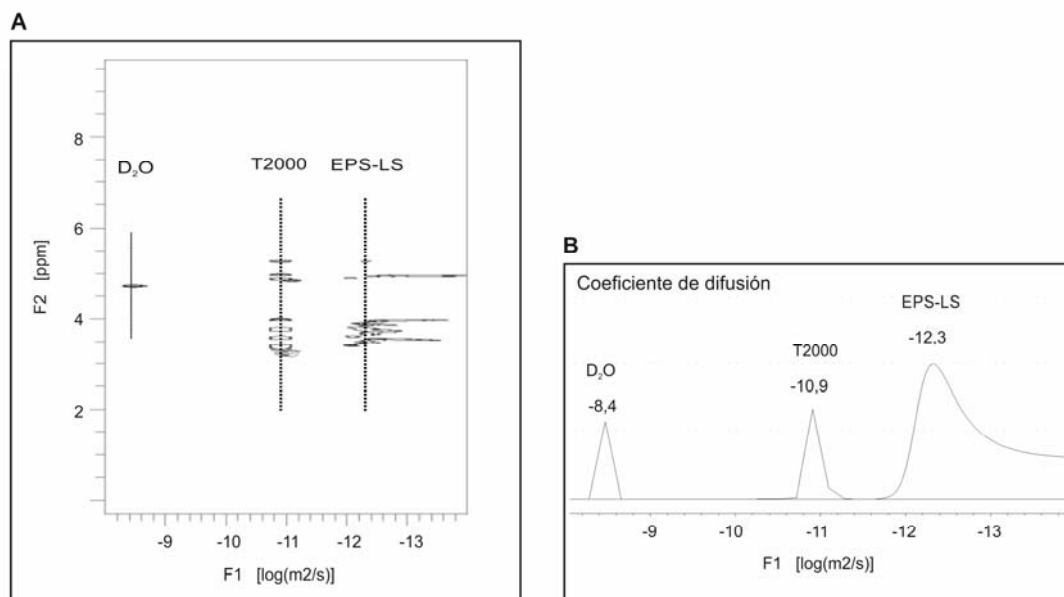 A
8
6
4
2
F2 [ppm]
D₂O
T2000
EPS-LS
-9
-10
-11
-12
-13
F1 [log(m2/s)]
B
Coeficiente de difusión
EPS-LS
-12.3
T2000
-10,9
D₂O
-8,4
-9
-10
-11
-12
-13
F1 [log(m2/s)]